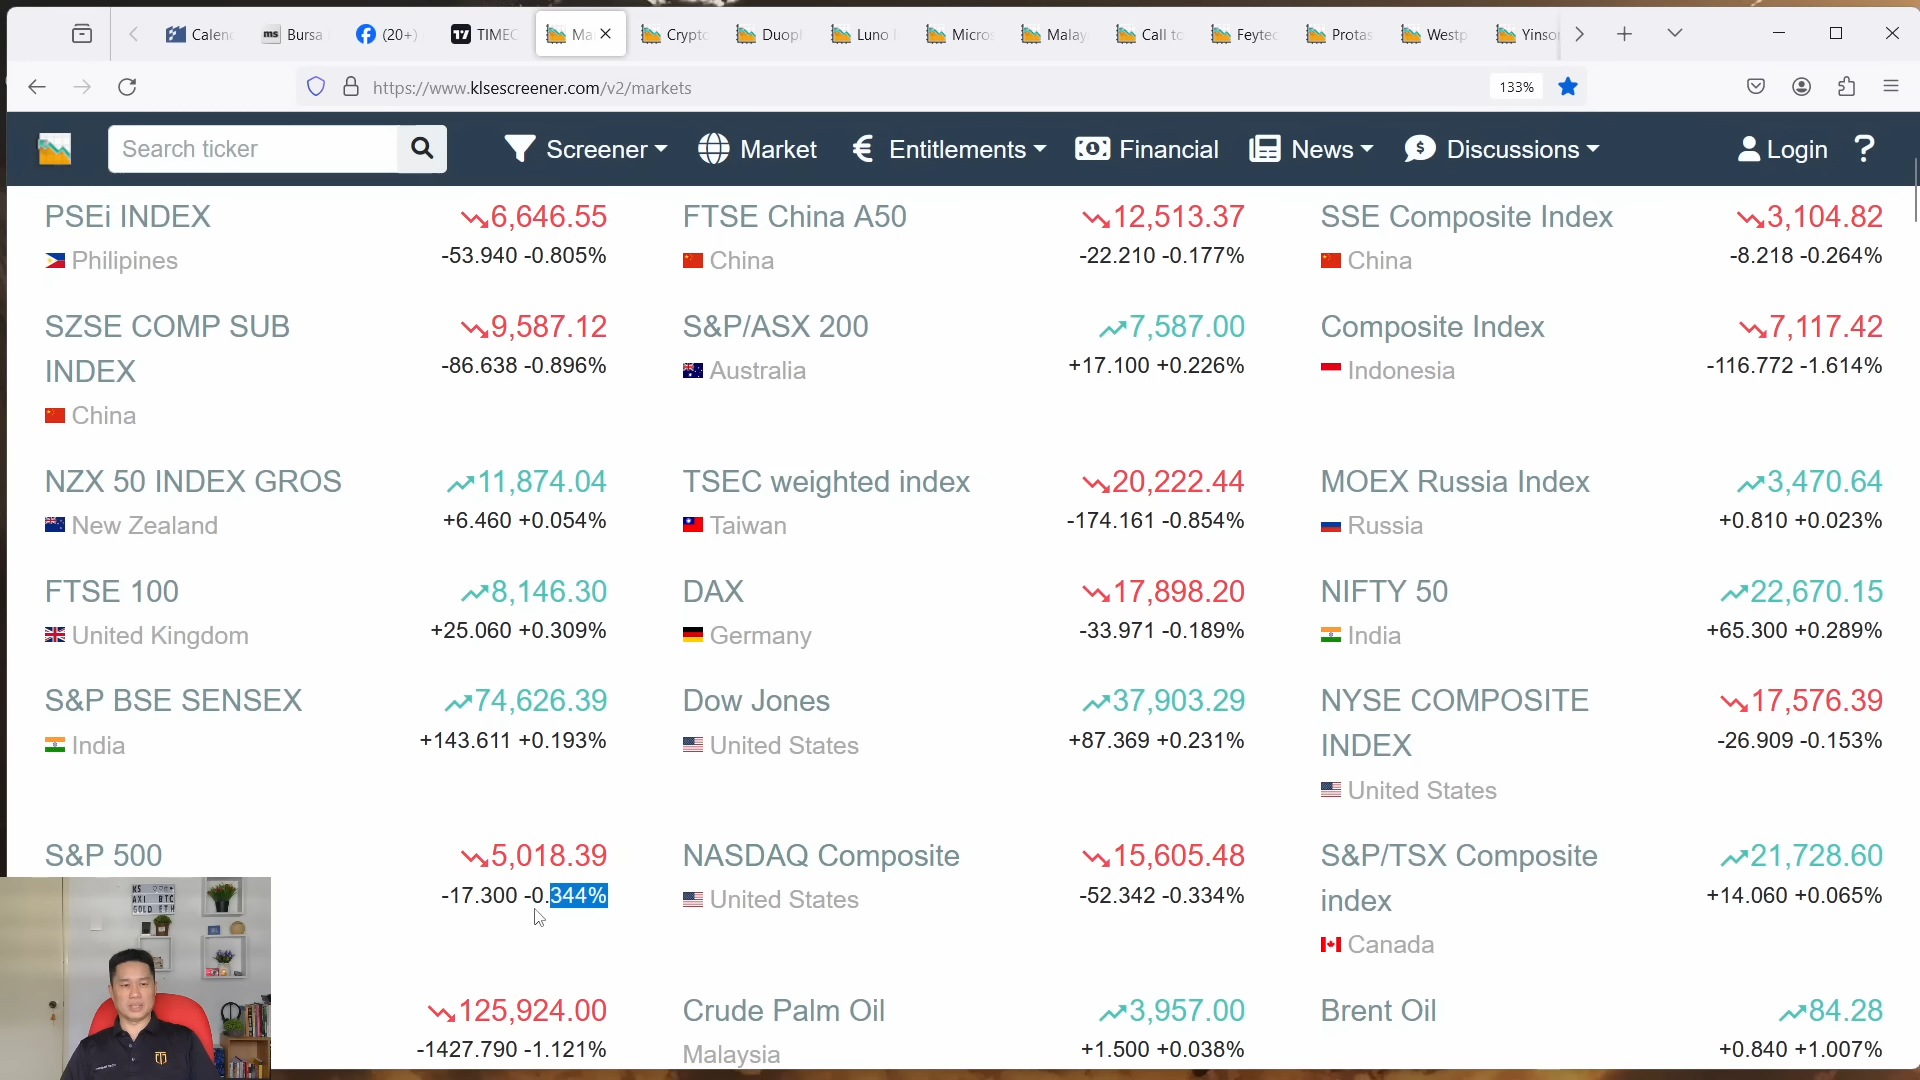 Calen
ms Bursa
(20+)
TIMEC
Ma
Crypto
Duopl
Luno
Micros
Malay
Call to
Feytec
Protas
Westp
Yinso
https://www.klsescreener.com/v2/markets
133%
Search ticker
Screener
Market
Entitlements
Financial
News
Discussions
Login
?
PSEi INDEX
6,646.55
Philipines
-53.940 -0.805%
FTSE China A50
12,513.37
China
-22.210 -0.177%
SSE Composite Index
3,104.82
China
-8.218 -0.264%
SZSE COMP SUB
INDEX
9,587.12
-86.638 -0.896%
China
S&P/ASX 200
7,587.00
Australia
+17.100 +0.226%
Composite Index
7,117.42
Indonesia
-116.772 -1.614%
NZX 50 INDEX GROS
11,874.04
New Zealand
+6.460 +0.054%
TSEC weighted index
20,222.44
Taiwan
-174.161 -0.854%
MOEX Russia Index
3,470.64
Russia
+0.810 +0.023%
FTSE 100
8,146.30
United Kingdom
+25.060 +0.309%
DAX
17,898.20
Germany
-33.971 -0.189%
NIFTY 50
22,670.15
India
+65.300 +0.289%
S&P BSE SENSEX
74,626.39
India
+143.611 +0.193%
Dow Jones
37,903.29
United States
+87.369 +0.231%
NYSE COMPOSITE
INDEX
17,576.39
-26.909 -0.153%
United States
S&P 500
5,018.39
-17.300 -0.344%
NASDAQ Composite
15,605.48
United States
-52.342 -0.334%
S&P/TSX Composite
index
21,728.60
+14.060 +0.065%
Canada
125,924.00
-1427.790 -1.121%
Crude Palm Oil
3,957.00
Malaysia
+1.500 +0.038%
Brent Oil
84.28
+0.840 +1.007%
AXI BTC
GOLD ETH